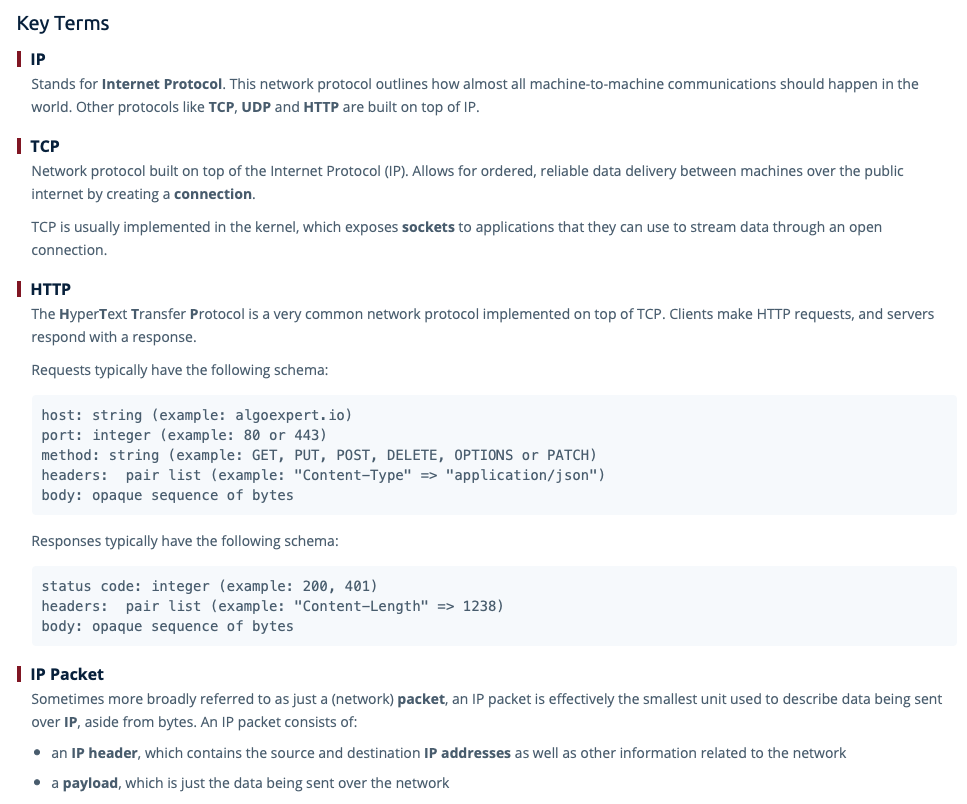 Key Terms
IP
Stands for Internet Protocol. This network protocol outlines how almost all machine-to-machine communications should happen in the
world. Other protocols like TCP, UDP and HTTP are built on top of IP.
TCP
Network protocol built on top of the Internet Protocol (IP). Allows for ordered, reliable data delivery between machines over the public
internet by creating a connection.
TCP is usually implemented in the kernel, which exposes sockets to applications that they can use to stream data through an open
connection.
HTTP
The HyperText Transfer Protocol is a very common network protocol implemented on top of TCP. Clients make HTTP requests, and servers
respond with a response.
Requests typically have the following schema:
host: string (example: algoexpert.io)
port: integer (example: 80 or 443)
method: string (example: GET, PUT, POST, DELETE, OPTIONS or PATCH)
headers:  pair list (example: "Content-Type" => "application/json")
body: opaque sequence of bytes
Responses typically have the following schema:
status code: integer (example: 200, 401)
headers:  pair list (example: "Content-Length" => 1238)
body: opaque sequence of bytes
IP Packet
Sometimes more broadly referred to as just a (network) packet, an IP packet is effectively the smallest unit used to describe data being sent
over IP, aside from bytes. An IP packet consists of:
• an IP header, which contains the source and destination IP addresses as well as other information related to the network
• a payload, which is just the data being sent over the network